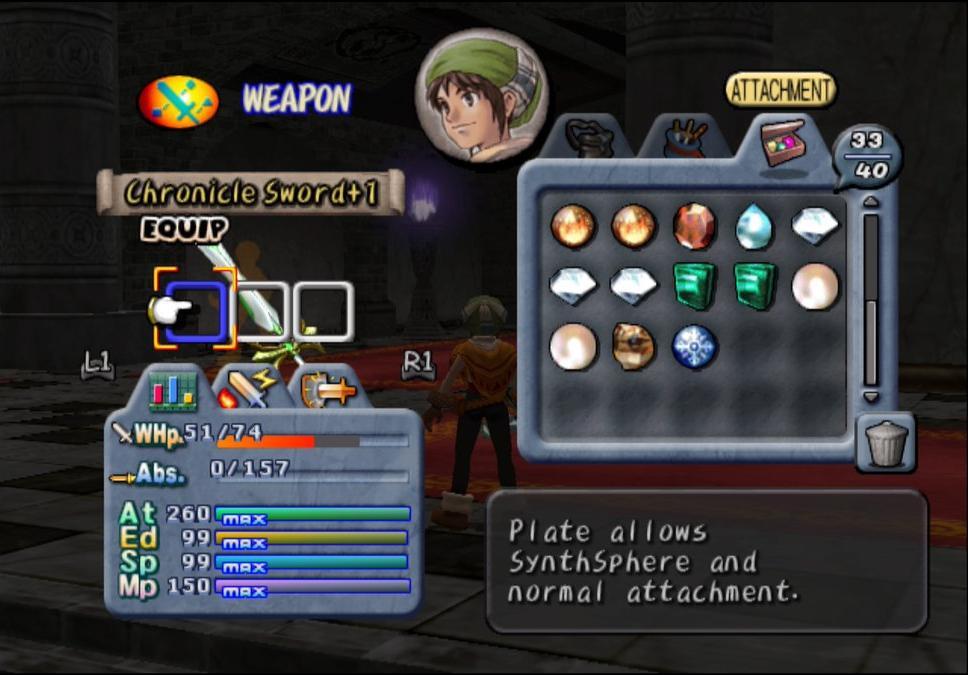 WEAPON
ATTACHMENT
33
40
Chronicle Sword+1
EQUIP
L1
R1
WHp. 51/74
Abs. 0/157
At 260 max
Ed 99 max
Sp 99 max
Mp 150 max
Plate allows
SynthSphere and
normal attachment.